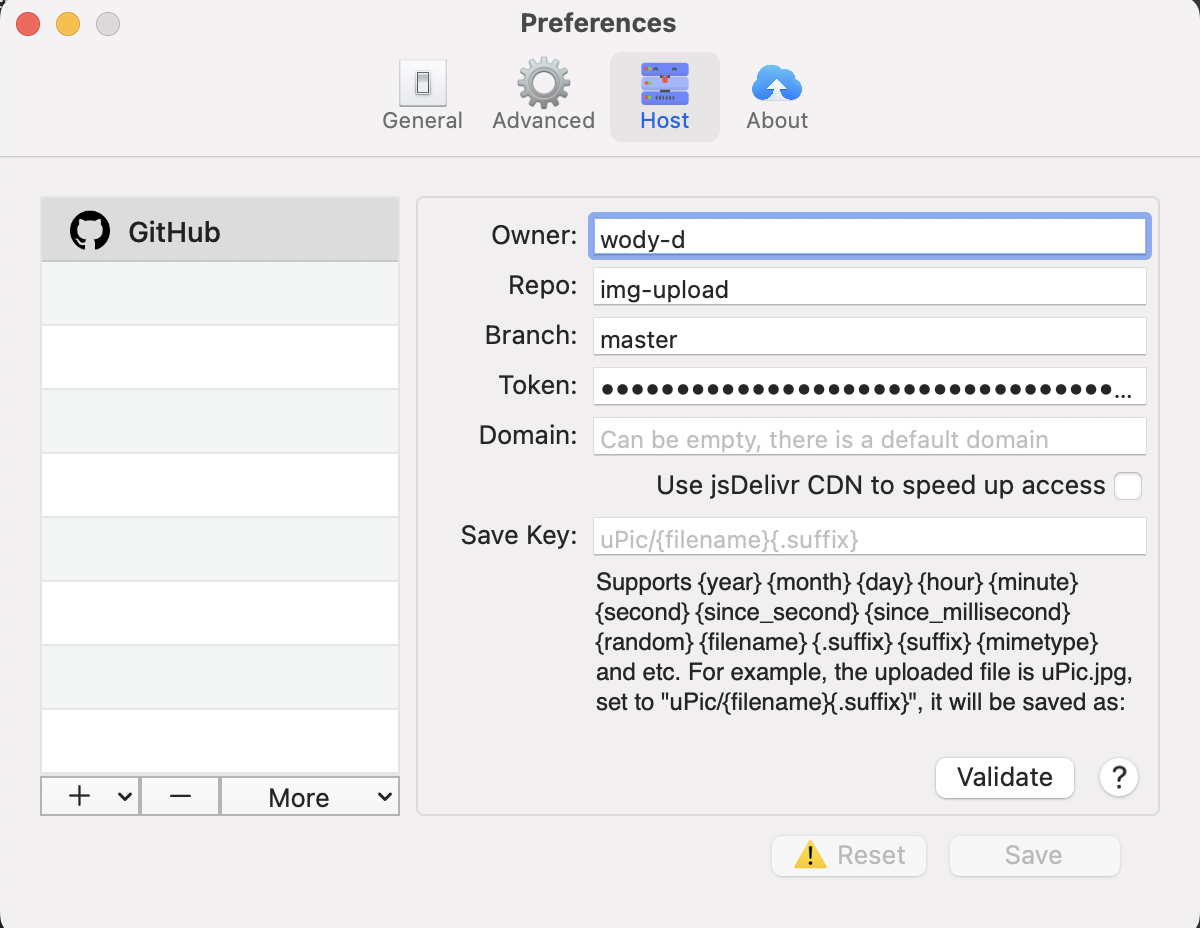 Preferences
General
Advanced
Host
About
GitHub
Owner:
wody-d
Repo:
img-upload
Branch:
master
Token:
●●●●●●●●●●●●●●●●●●●●●●●●●●●●●●●●●●...
Domain:
Can be empty, there is a default domain
Use jsDelivr CDN to speed up access
Save Key:
uPic/{filename}{.suffix}
Supports {year} {month} {day} {hour} {minute}
{second} {since_second} {since_millisecond}
{random} {filename} {.suffix} {suffix} {mimetype}
and etc. For example, the uploaded file is uPic.jpg,
set to "uPic/{filename}{.suffix}", it will be saved as:
Validate
?
+
−
More
Reset
Save